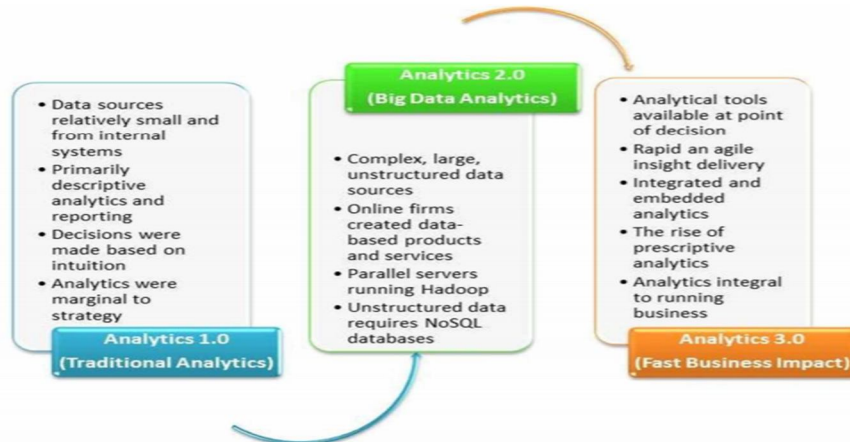 • Data sources
relatively small and
from internal
systems
• Primarily
descriptive
analytics and
reporting
• Decisions were
made based on
intuition
• Analytics were
marginal to
strategy
Analytics 1.0
(Traditional Analytics)
Analytics 2.0
(Big Data Analytics)
• Complex, large,
unstructured data
sources
• Online firms
created data-
based products
and services
• Parallel servers
running Hadoop
• Unstructured data
requires NoSQL
databases
• Analytical tools
available at point
of decision
• Rapid an agile
insight delivery
• Integrated and
embedded
analytics
• The rise of
prescriptive
analytics
• Analytics integral
to running
business
Analytics 3.0
(Fast Business Impact)